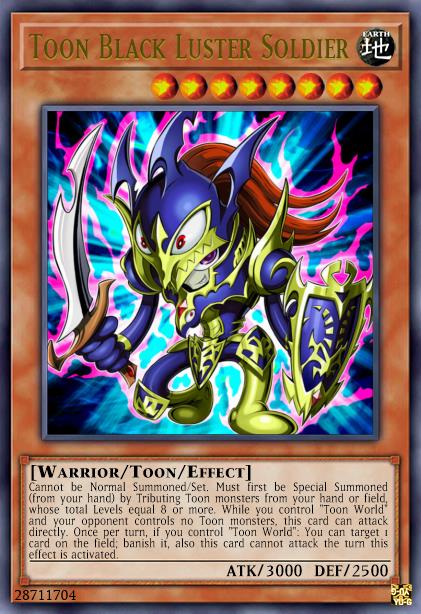 Toon Black Luster Soldier
EARTH
地
[Warrior/Toon/Effect]
Cannot be Normal Summoned/Set. Must first be Special Summoned
(from your hand) by Tributing Toon monsters from your hand or field,
whose total Levels equal 8 or more. While you control "Toon World"
and your opponent controls no Toon monsters, this card can attack
directly. Once per turn, if you control "Toon World": You can target 1
card on the field; banish it, also this card cannot attack the turn this
effect is activated.
ATK/3000 DEF/2500
28711704